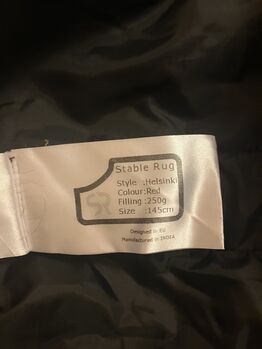 Stable Rug
Style :Helsinki
Colour:Red
Filling :250g
Size :145cm
Designed in EU
Manufactured in INDIA